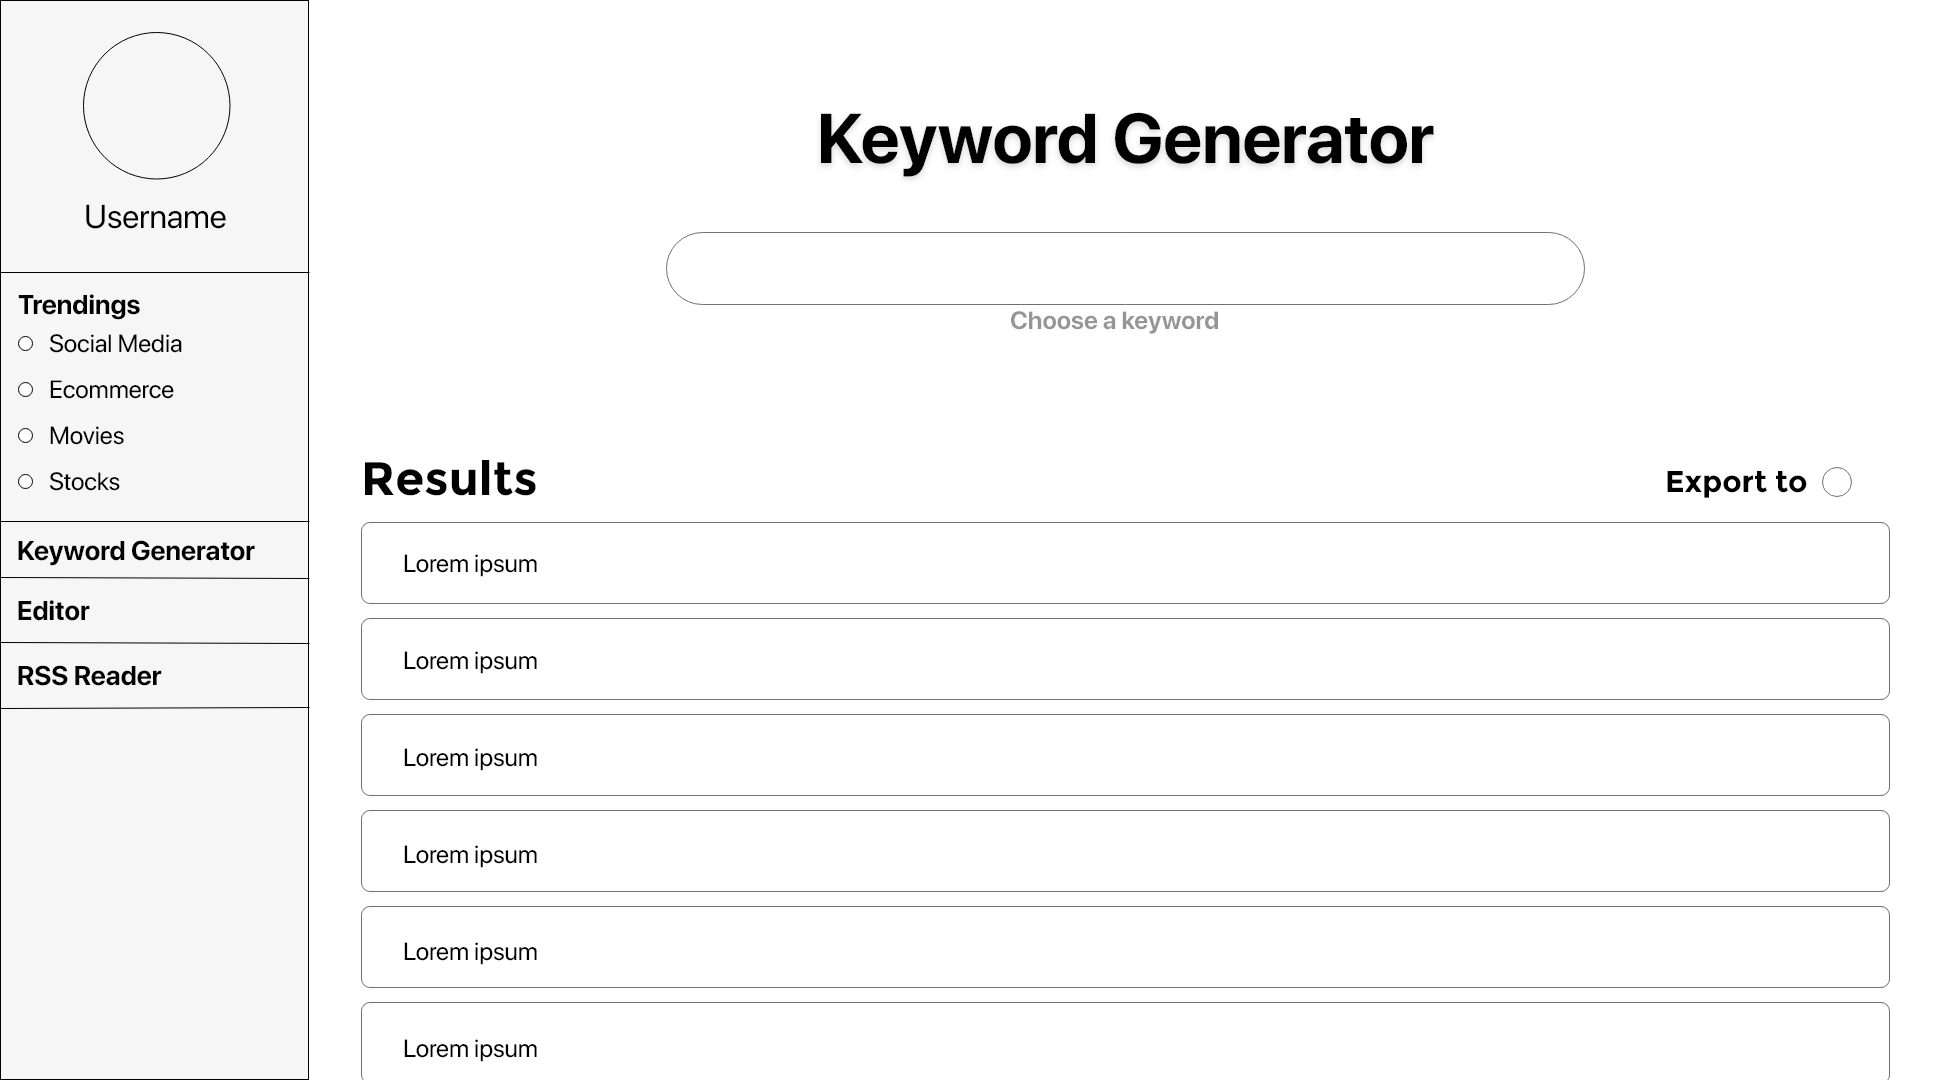 Username
Trendings
Social Media
Ecommerce
Movies
Stocks
Keyword Generator
Editor
RSS Reader
Keyword Generator
Choose a keyword
Results
Export to
Lorem ipsum
Lorem ipsum
Lorem ipsum
Lorem ipsum
Lorem ipsum
Lorem ipsum